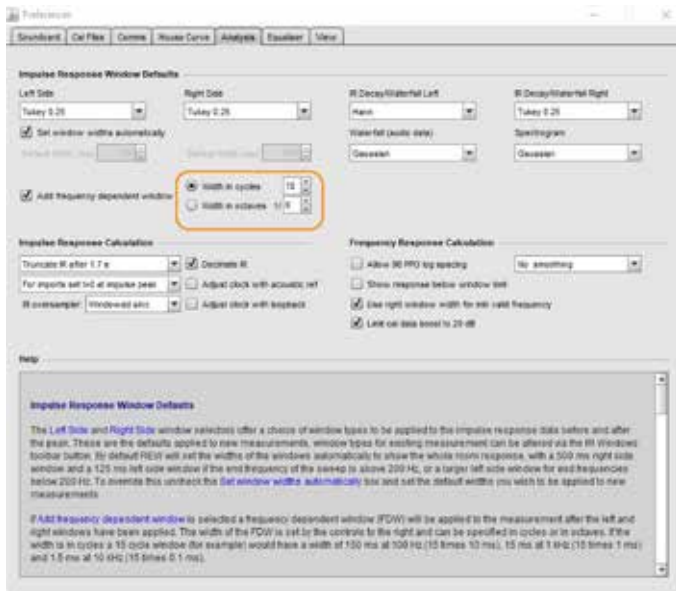 Preferences
Soundcard Cal Files Comms House Curve Analysis Equaliser View
Impulse Response Window Defaults
Left Side Right Side IR Decay/Waterfall Left IR Decay/Waterfall Right
Tukey 0.25 Tukey 0.25 Hann Tukey 0.25
Set window widths automatically Waterfall (audio data) Spectrogram
Gaussian Gaussian
Add frequency dependent window Width in cycles 15
Width in octaves 1/
Impulse Response Calculation Frequency Response Calculation
Truncate IR after 1.7 s Decimate IR Allow 96 PPO log spacing No smoothing
For imports set t=0 at impulse peak Adjust clock with acoustic ref Show response below window limit
IR oversampler: Windowed sinc Adjust clock with loopback Use right window width for min valid frequency
Limit cal data boost to 20 dB
Help
Impulse Response Window Defaults
The Left Side and Right Side window selectors offer a choice of window types to be applied to the impulse response data before and after
the peak. These are the defaults applied to new measurements, window types for existing measurement can be altered via the IR Windows
toolbar button. By default REW will set the widths of the windows automatically to show the whole room response, with a 500 ms right side
window and a 125 ms left side window if the end frequency of the sweep is above 200 Hz, or a larger left side window for end frequencies
below 200 Hz. To override this uncheck the Set window widths automatically box and set the default widths you wish to be applied to new
measurements.
If Add frequency dependent window is selected a frequency dependent window (FDW) will be applied to the measurement after the left and
right windows have been applied. The width of the FDW is set by the controls to the right and can be specified in cycles or in octaves. If the
width is in cycles a 15 cycle window (for example) would have a width of 150 ms at 100 Hz (15 times 10 ms), 15 ms at 1 kHz (15 times 1 ms)
and 1.5 ms at 10 kHz (15 times 0.1 ms).